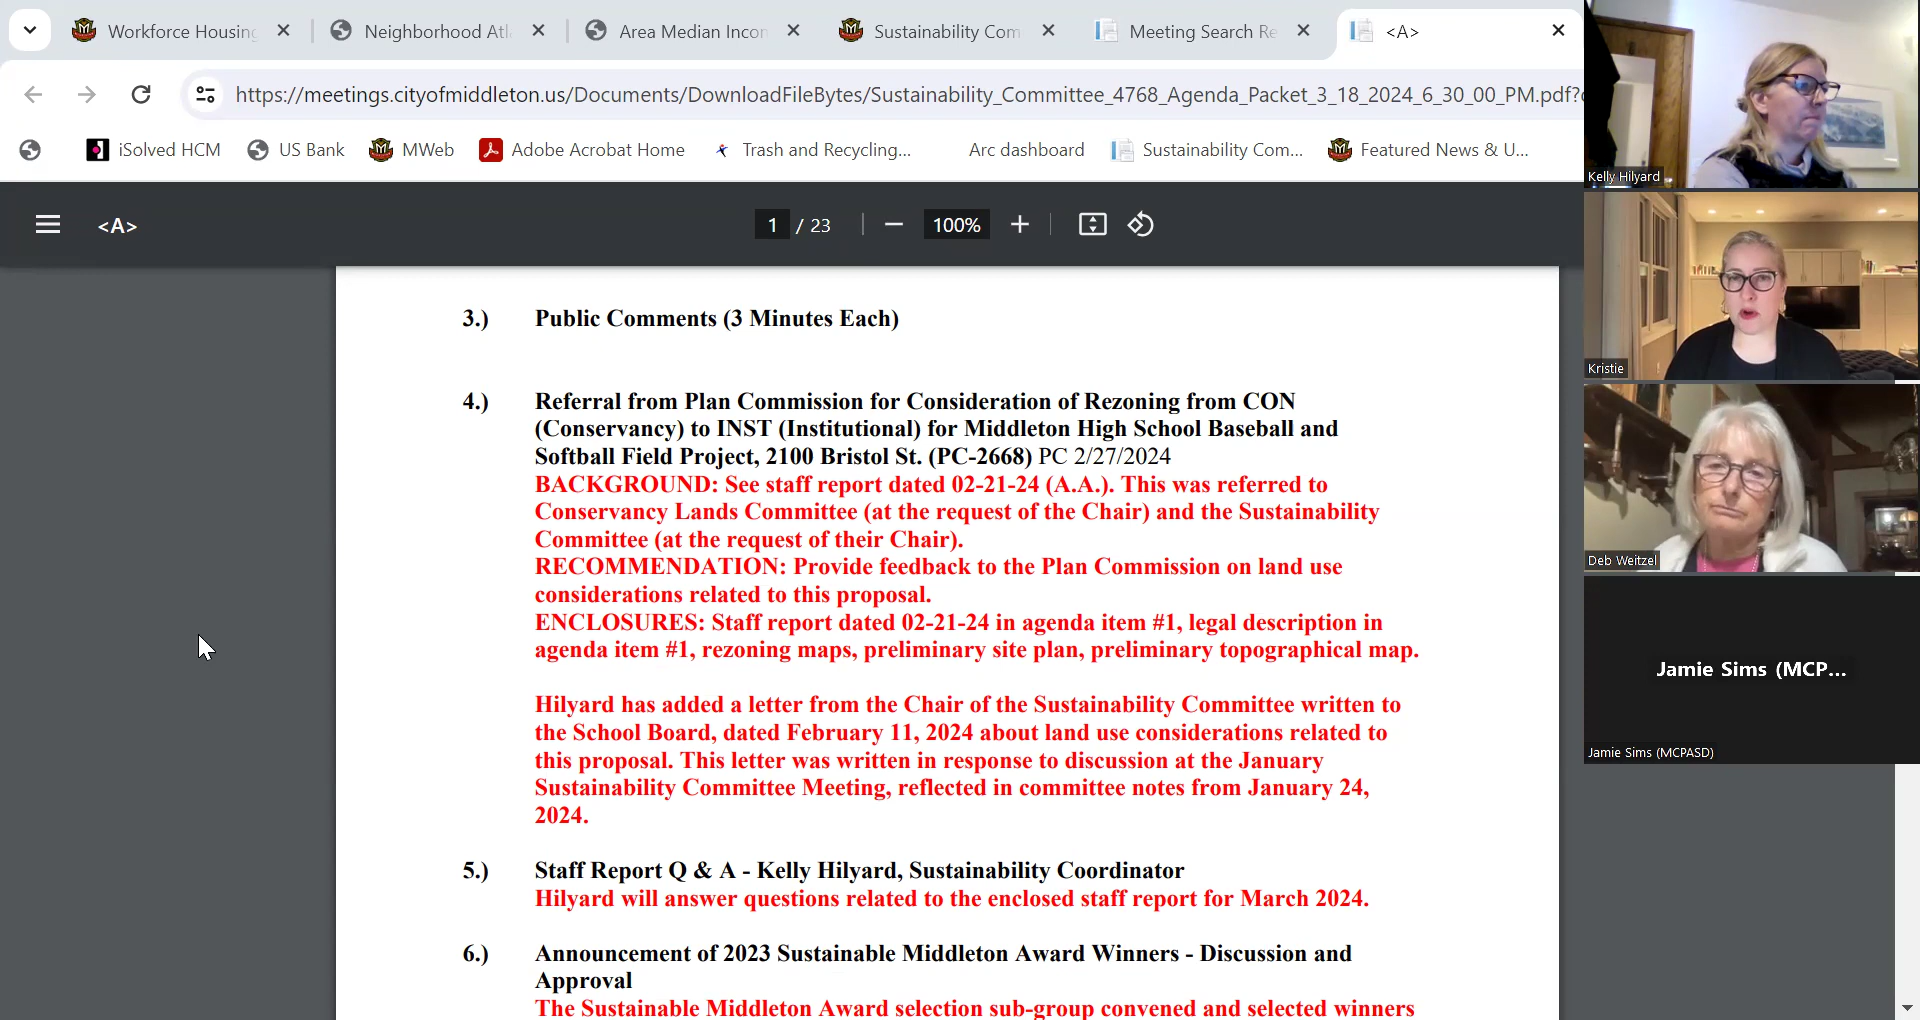 Workforce Housing
Neighborhood Atl
Area Median Incom
Sustainability Com
Meeting Search Re
<A>
https://meetings.cityofmiddleton.us/Documents/DownloadFileBytes/Sustainability_Committee_4768_Agenda_Packet_3_18_2024_6_30_00_PM.pdf?
iSolved HCM
US Bank
MWeb
Adobe Acrobat Home
Trash and Recycling...
Arc dashboard
Sustainability Com...
Featured News & U...
<A>
1 / 23
100%
3.) Public Comments (3 Minutes Each)
4.) Referral from Plan Commission for Consideration of Rezoning from CON
(Conservancy) to INST (Institutional) for Middleton High School Baseball and
Softball Field Project, 2100 Bristol St. (PC-2668) PC 2/27/2024
BACKGROUND: See staff report dated 02-21-24 (A.A.). This was referred to
Conservancy Lands Committee (at the request of the Chair) and the Sustainability
Committee (at the request of their Chair).
RECOMMENDATION: Provide feedback to the Plan Commission on land use
considerations related to this proposal.
ENCLOSURES: Staff report dated 02-21-24 in agenda item #1, legal description in
agenda item #1, rezoning maps, preliminary site plan, preliminary topographical map.
Hilyard has added a letter from the Chair of the Sustainability Committee written to
the School Board, dated February 11, 2024 about land use considerations related to
this proposal. This letter was written in response to discussion at the January
Sustainability Committee Meeting, reflected in committee notes from January 24,
2024.
5.) Staff Report Q & A - Kelly Hilyard, Sustainability Coordinator
Hilyard will answer questions related to the enclosed staff report for March 2024.
6.) Announcement of 2023 Sustainable Middleton Award Winners - Discussion and
Approval
The Sustainable Middleton Award selection sub-group convened and selected winners
Kelly Hilyard
Kristie
Deb Weitzel
Jamie Sims (MCP...
Jamie Sims (MCPASD)